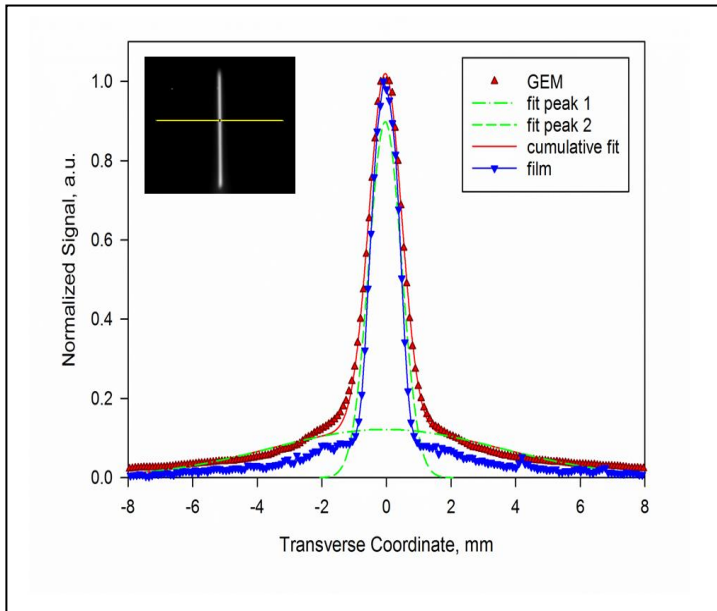 1.0
0.8
0.6
0.4
0.2
0.0
Normalized Signal, a.u.
GEM
fit peak 1
fit peak 2
cumulative fit
film
-8 -6 -4 -2 0 2 4 6 8
Transverse Coordinate, mm